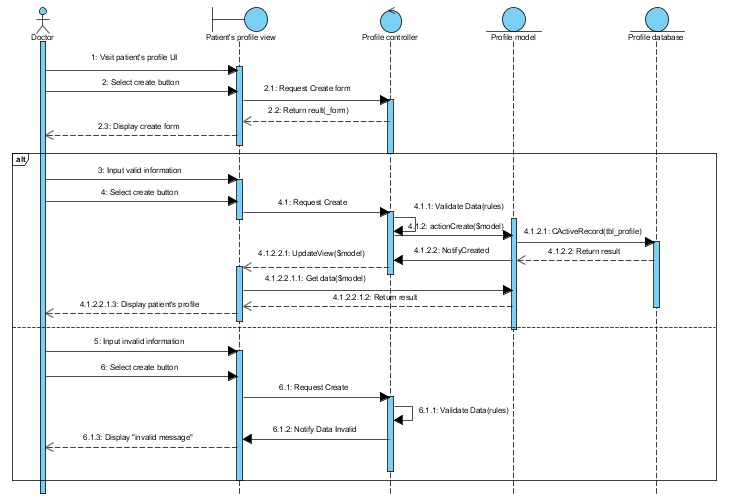 Doctor
Patient's profile view
Profile controller
Profile model
Profile database
1: Visit patient's profile UI
2: Select create button
2.1: Request Create form
2.2: Return reult(_form)
2.3: Display create form
alt
3: Input valid information
4: Select create button
4.1: Request Create
4.1.1: Validate Data(rules)
4.1.2: actionCreate($model)
4.1.2.1: CActiveRecord(tbl_profile)
4.1.2.2: Return result
4.1.2.2: NotifyCreated
4.1.2.2.1: UpdateView($model)
4.1.2.2.1.1: Get data($model)
4.1.2.2.1.2: Return result
4.1.2.2.1.3: Display patient's profile
5: Input invalid information
6: Select create button
6.1: Request Create
6.1.1: Validate Data(rules)
6.1.2: Notify Data Invalid
6.1.3: Display "invalid message"